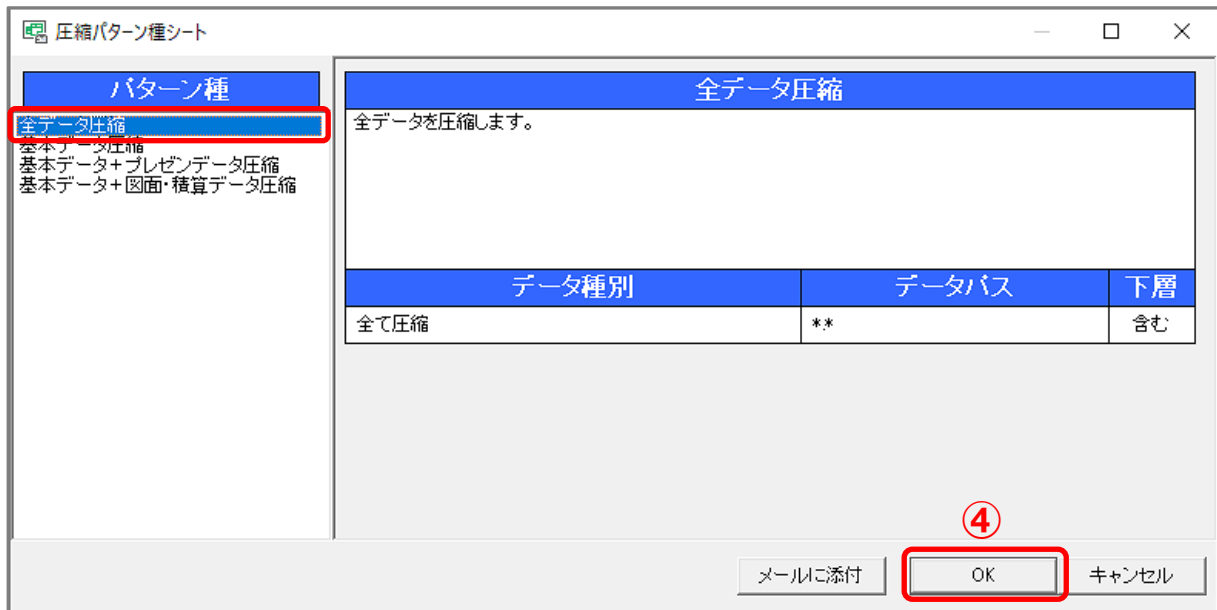 圧縮パターン種シート
パターン種
全データ圧縮
基本データ圧縮
基本データ+プレゼンデータ圧縮
基本データ+図面・積算データ圧縮
全データ圧縮
全データを圧縮します。
データ種別 データパス 下層
全て圧縮 *.* 含む
④
メールに添付 OK キャンセル